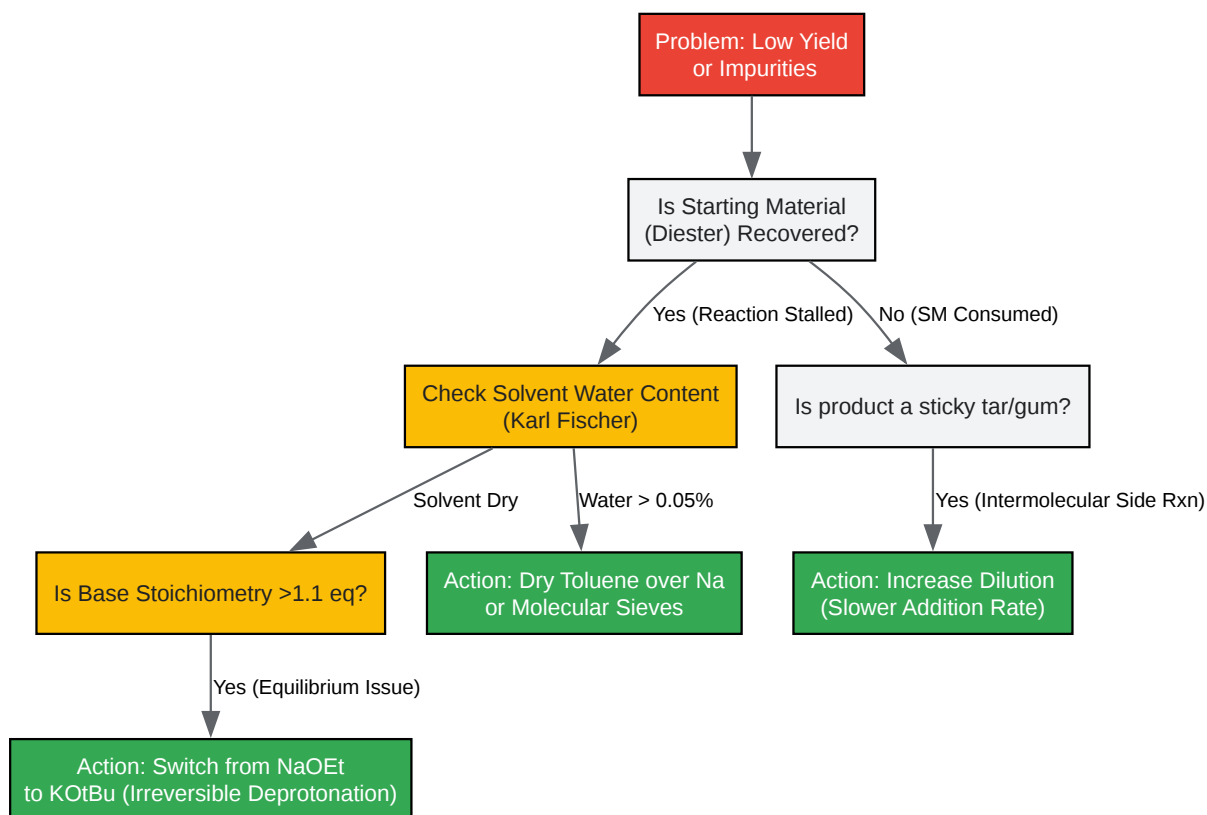 Problem: Low Yield
or Impurities
Is Starting Material
(Diester) Recovered?
Yes (Reaction Stalled)
No (SM Consumed)
Check Solvent Water Content
(Karl Fischer)
Is product a sticky tar/gum?
Solvent Dry
Water > 0.05%
Yes (Intermolecular Side Rxn)
Is Base Stoichiometry >1.1 eq?
Action: Dry Toluene over Na
or Molecular Sieves
Action: Increase Dilution
(Slower Addition Rate)
Yes (Equilibrium Issue)
Action: Switch from NaOEt
to KOtBu (Irreversible Deprotonation)